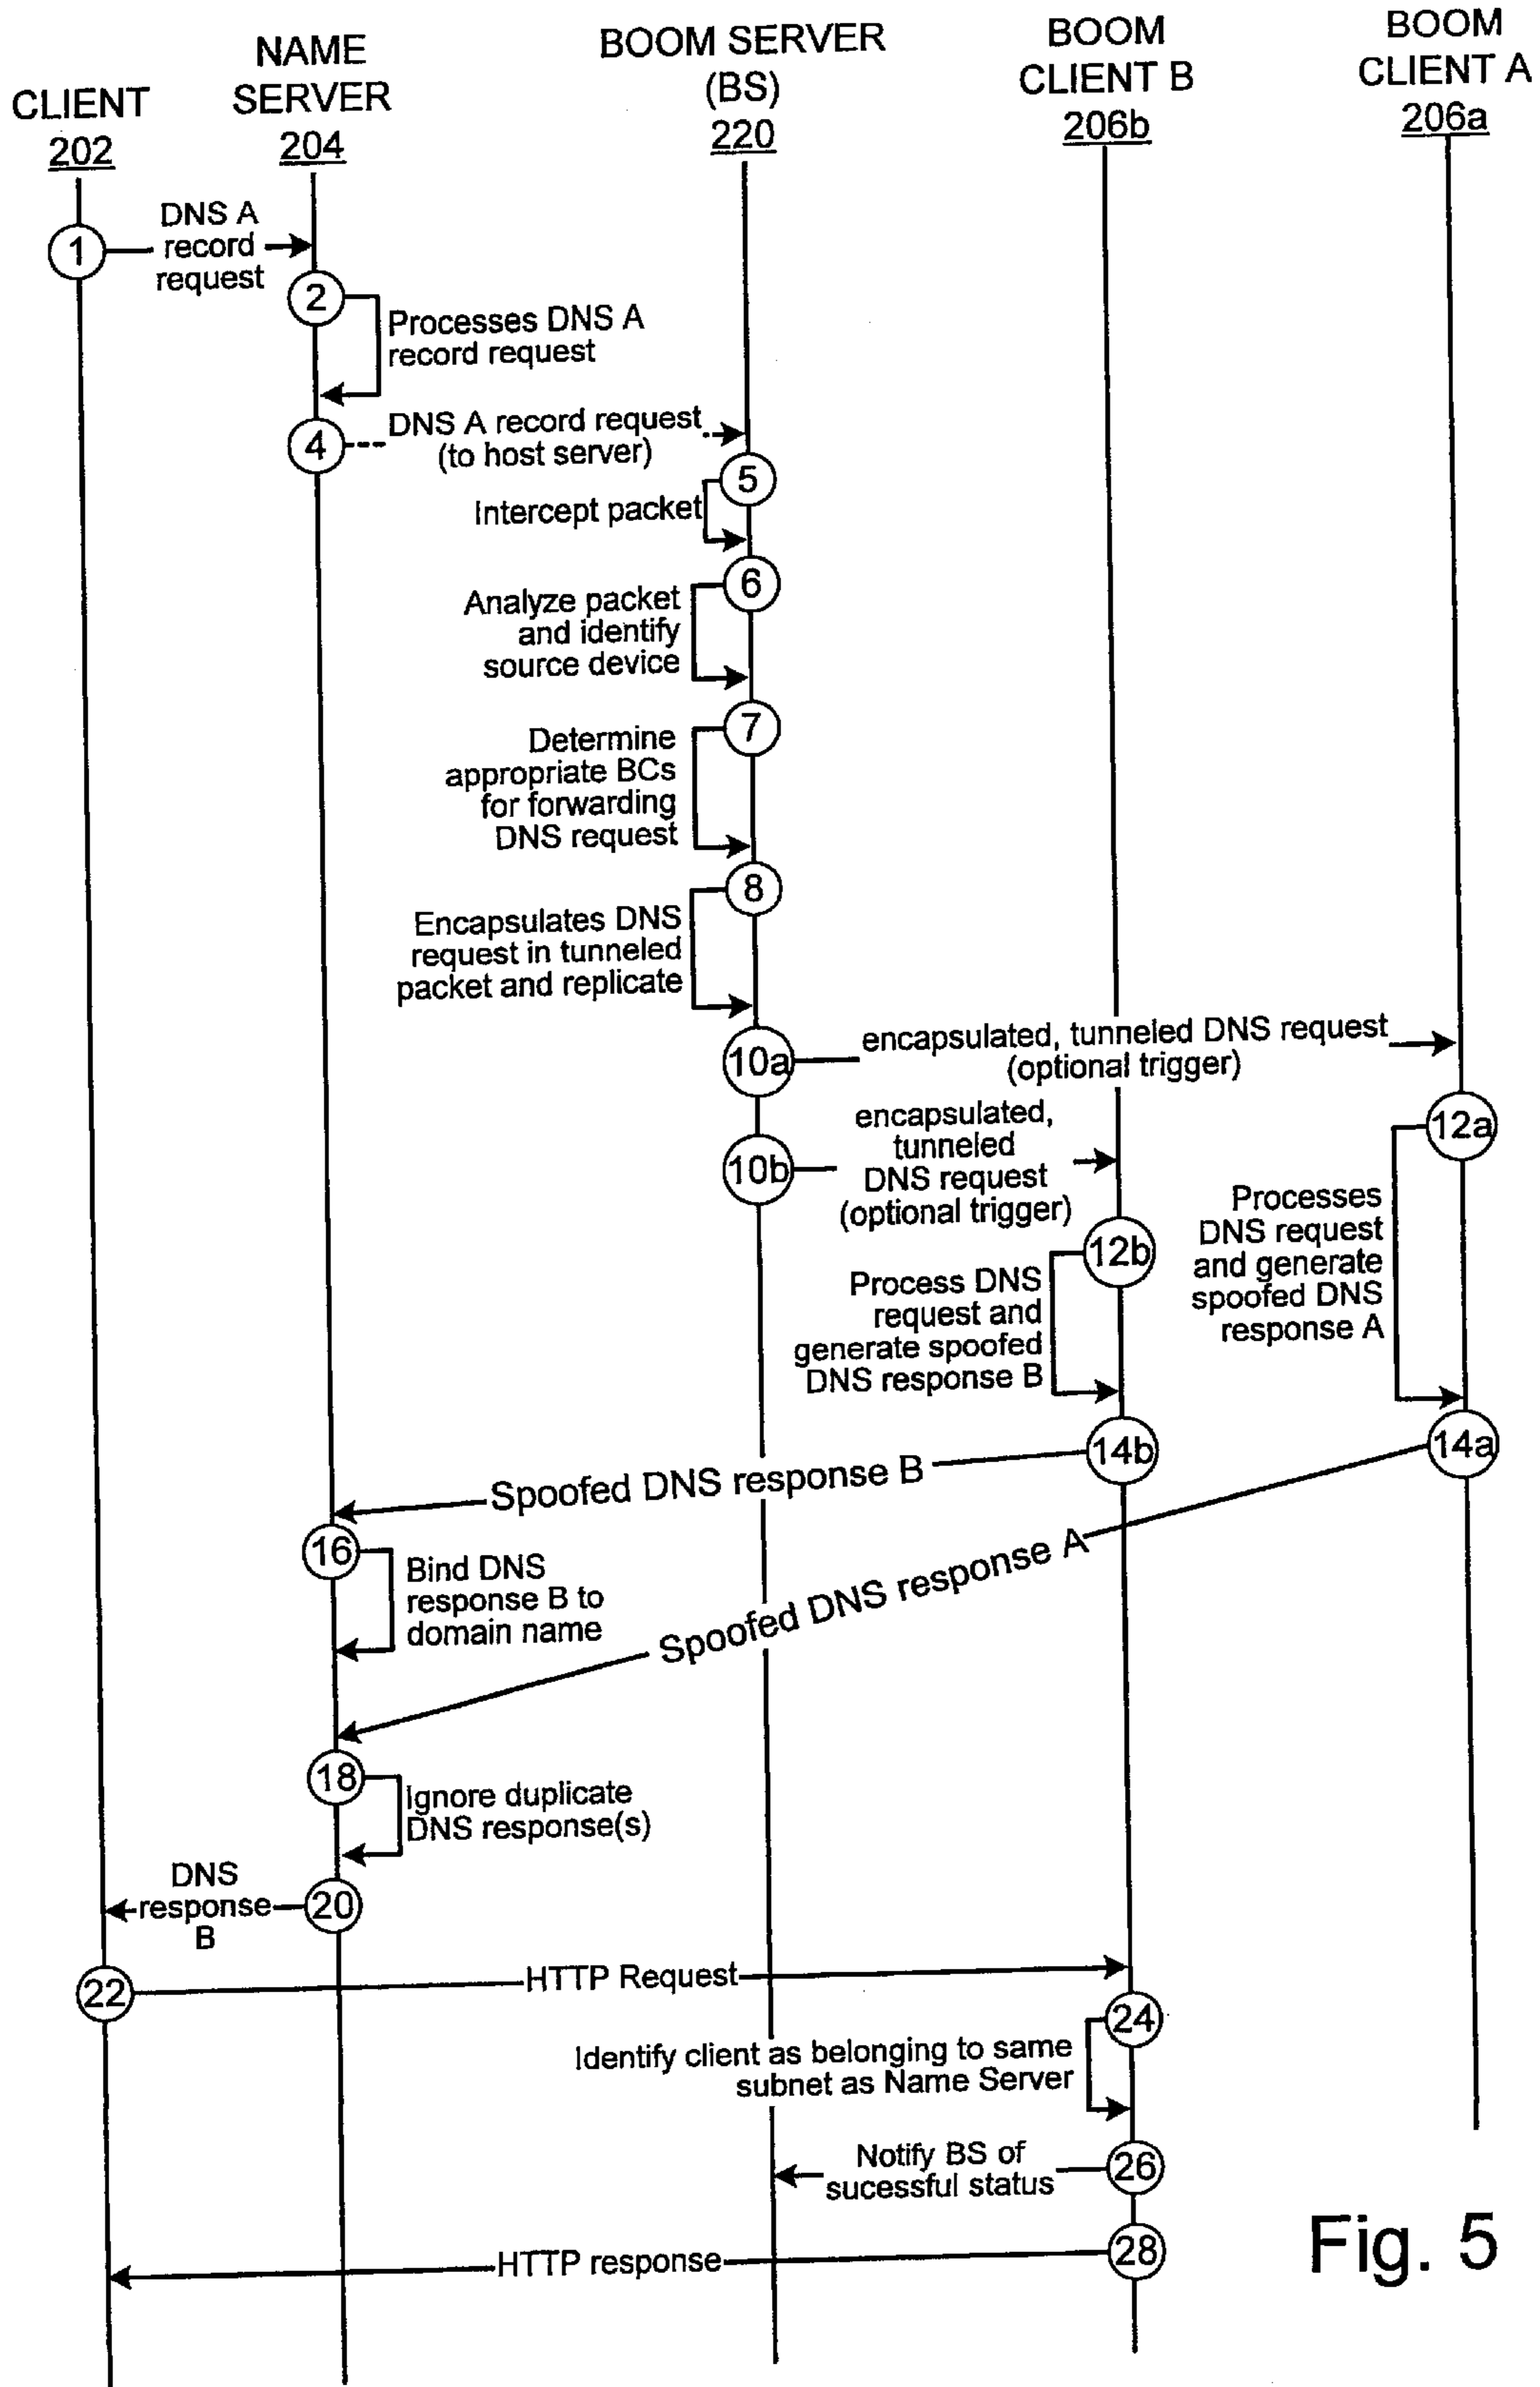 CLIENT
202
NAME
SERVER
204
BOOM SERVER
(BS)
220
BOOM
CLIENT B
206b
BOOM
CLIENT A
206a
1
DNS A
record
request
2
Processes DNS A
record request
4
DNS A record request
(to host server)
5
Intercept packet
6
Analyze packet
and identify
source device
7
Determine
appropriate BCs
for forwarding
DNS request
8
Encapsulates DNS
request in tunneled
packet and replicate
10a
encapsulated, tunneled DNS request
(optional trigger)
10b
encapsulated,
tunneled
DNS request
(optional trigger)
12a
Processes
DNS request
and generate
spoofed DNS
response A
12b
Process DNS
request and
generate spoofed
DNS response B
14b
14a
Spoofed DNS response B
16
Bind DNS
response B to
domain name
Spoofed DNS response A
18
Ignore duplicate
DNS response(s)
20
DNS
response
B
22
HTTP Request
24
Identify client as belonging to same
subnet as Name Server
26
Notify BS of
sucessful status
28
HTTP response
Fig. 5